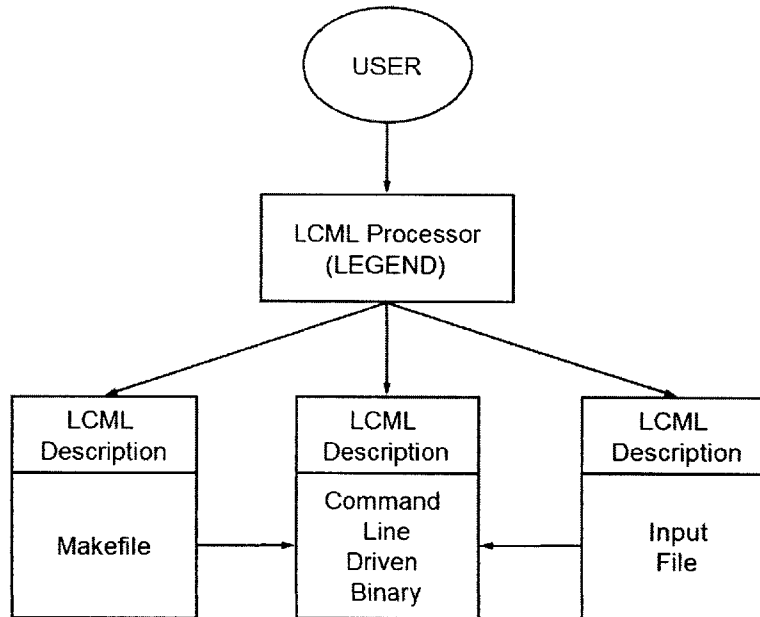 USER
LCML Processor
(LEGEND)
LCML
Description
Makefile
LCML
Description
Command
Line
Driven
Binary
LCML
Description
Input
File